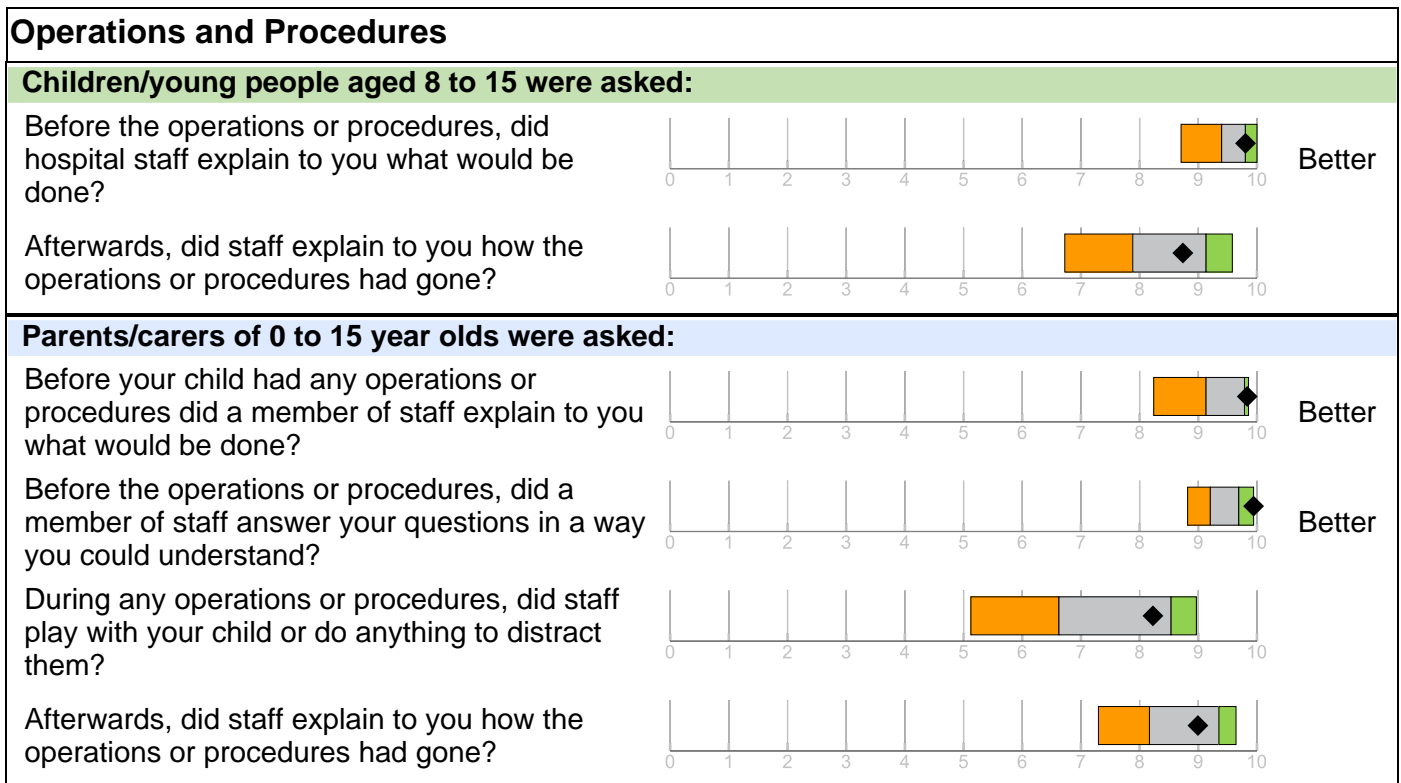 Operations and Procedures
Children/young people aged 8 to 15 were asked:
Before the operations or procedures, did
hospital staff explain to you what would be
done?
0 1 2 3 4 5 6 7 8 9 10
Better
Afterwards, did staff explain to you how the
operations or procedures had gone?
0 1 2 3 4 5 6 7 8 9 10
Parents/carers of 0 to 15 year olds were asked:
Before your child had any operations or
procedures did a member of staff explain to you
what would be done?
0 1 2 3 4 5 6 7 8 9 10
Better
Before the operations or procedures, did a
member of staff answer your questions in a way
you could understand?
0 1 2 3 4 5 6 7 8 9 10
Better
During any operations or procedures, did staff
play with your child or do anything to distract
them?
0 1 2 3 4 5 6 7 8 9 10
Afterwards, did staff explain to you how the
operations or procedures had gone?
0 1 2 3 4 5 6 7 8 9 10